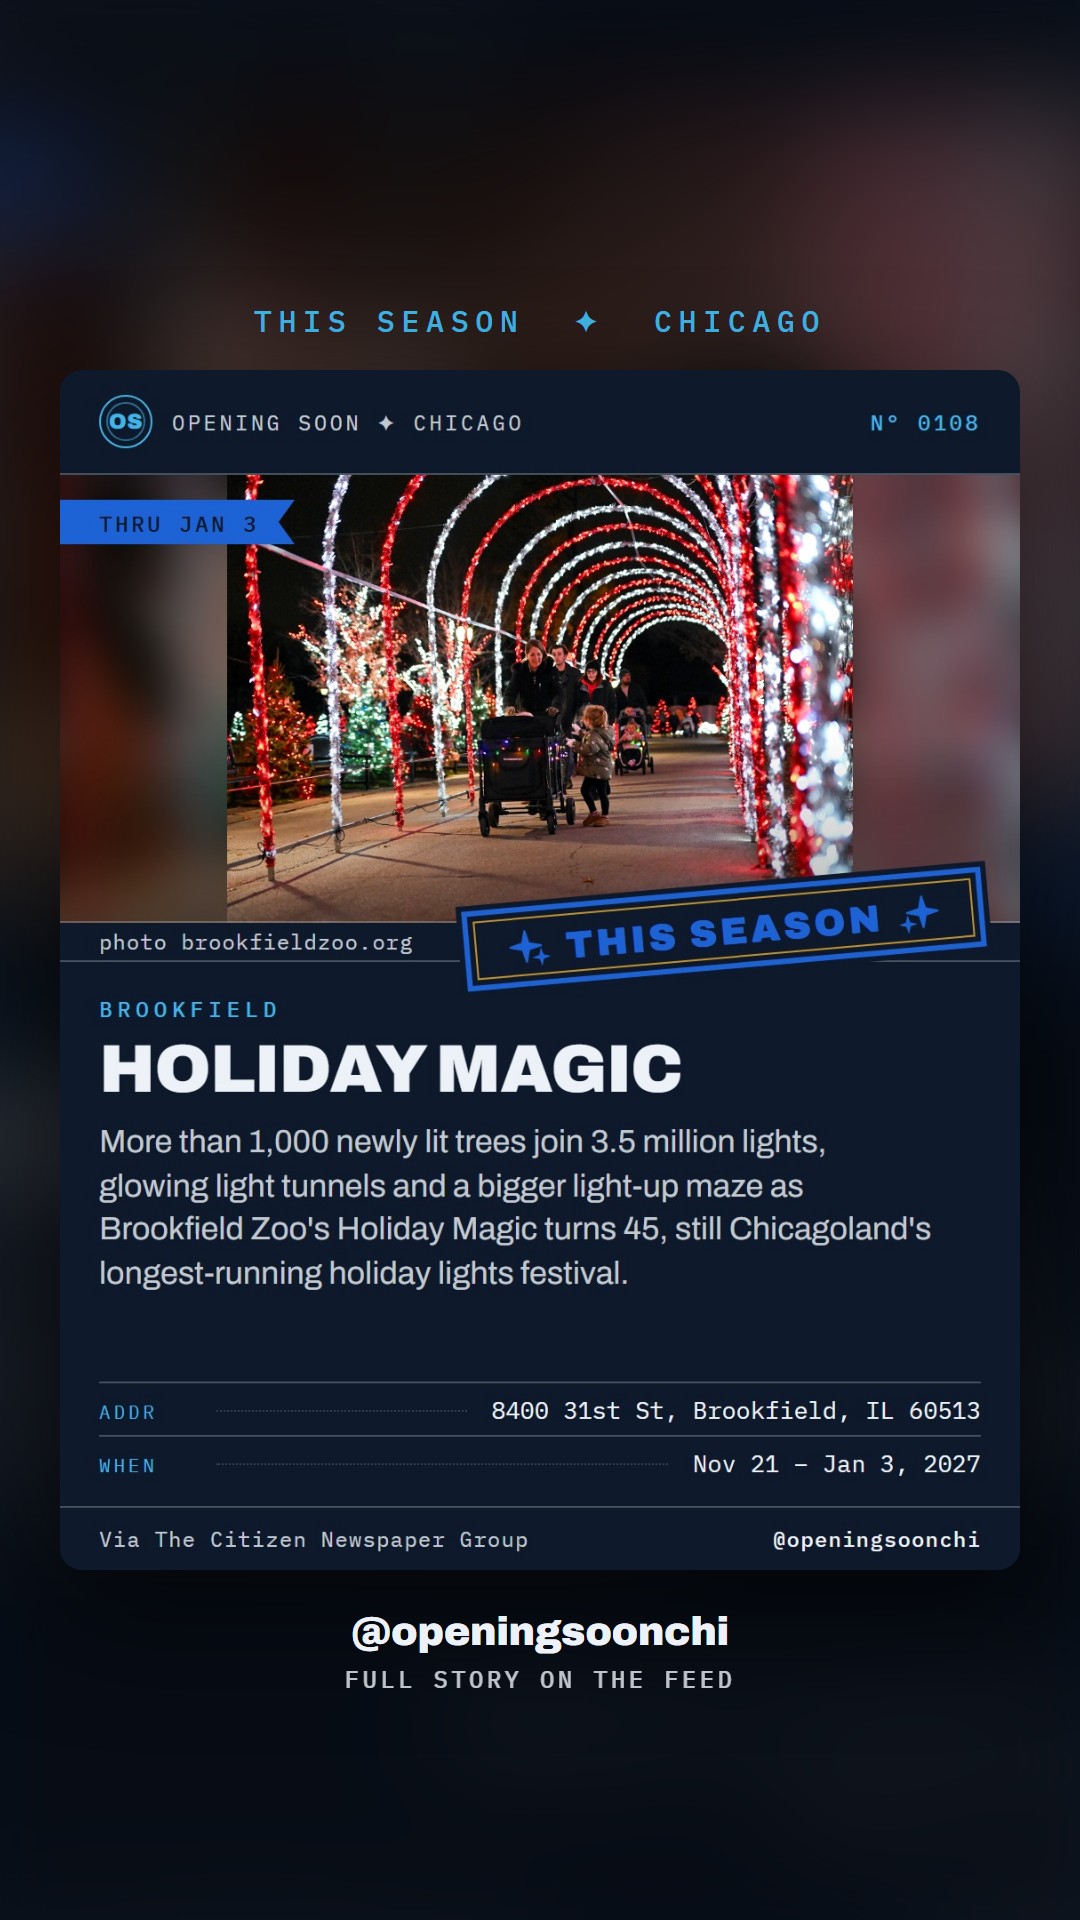 THIS SEASON ✦ CHICAGO
OS OPENING SOON ✦ CHICAGO N° 0108
THRU JAN 3
THIS SEASON
photo brookfieldzoo.org
BROOKFIELD
HOLIDAY MAGIC
More than 1,000 newly lit trees join 3.5 million lights,
glowing light tunnels and a bigger light-up maze as
Brookfield Zoo's Holiday Magic turns 45, still Chicagoland's
longest-running holiday lights festival.
ADDR 8400 31st St, Brookfield, IL 60513
WHEN Nov 21 – Jan 3, 2027
Via The Citizen Newspaper Group @openingsoonchi
@openingsoonchi
FULL STORY ON THE FEED